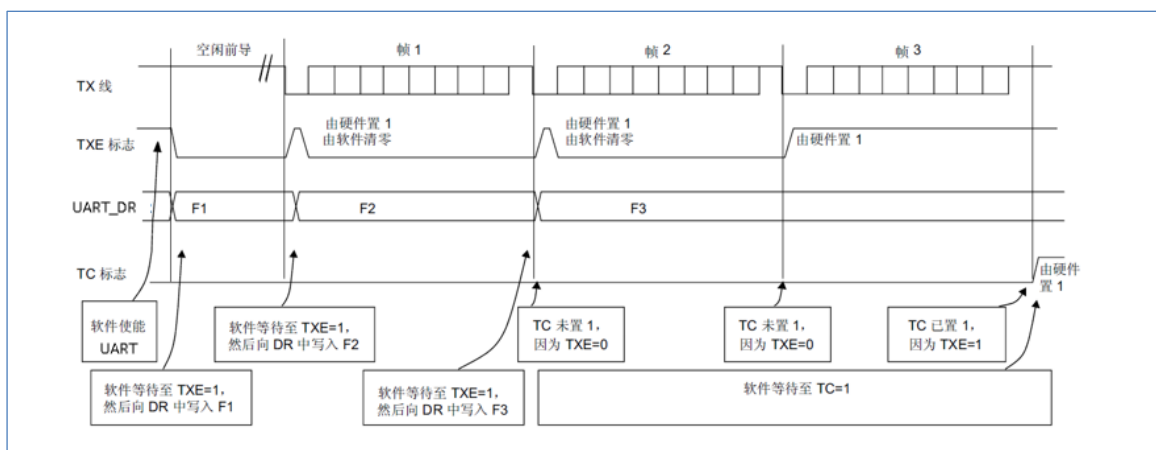 空闲前导
帧 1
帧 2
帧 3
TX 线
TXE 标志
由硬件置 1
由软件清零
由硬件置 1
由软件清零
由硬件置 1
UART_DR
F1
F2
F3
TC 标志
由硬件
置 1
软件使能
UART
软件等待至 TXE=1,
然后向 DR 中写入 F2
TC 未置 1,
因为 TXE=0
TC 未置 1,
因为 TXE=0
TC 已置 1,
因为 TXE=1
软件等待至 TXE=1,
然后向 DR 中写入 F1
软件等待至 TXE=1,
然后向 DR 中写入 F3
软件等待至 TC=1